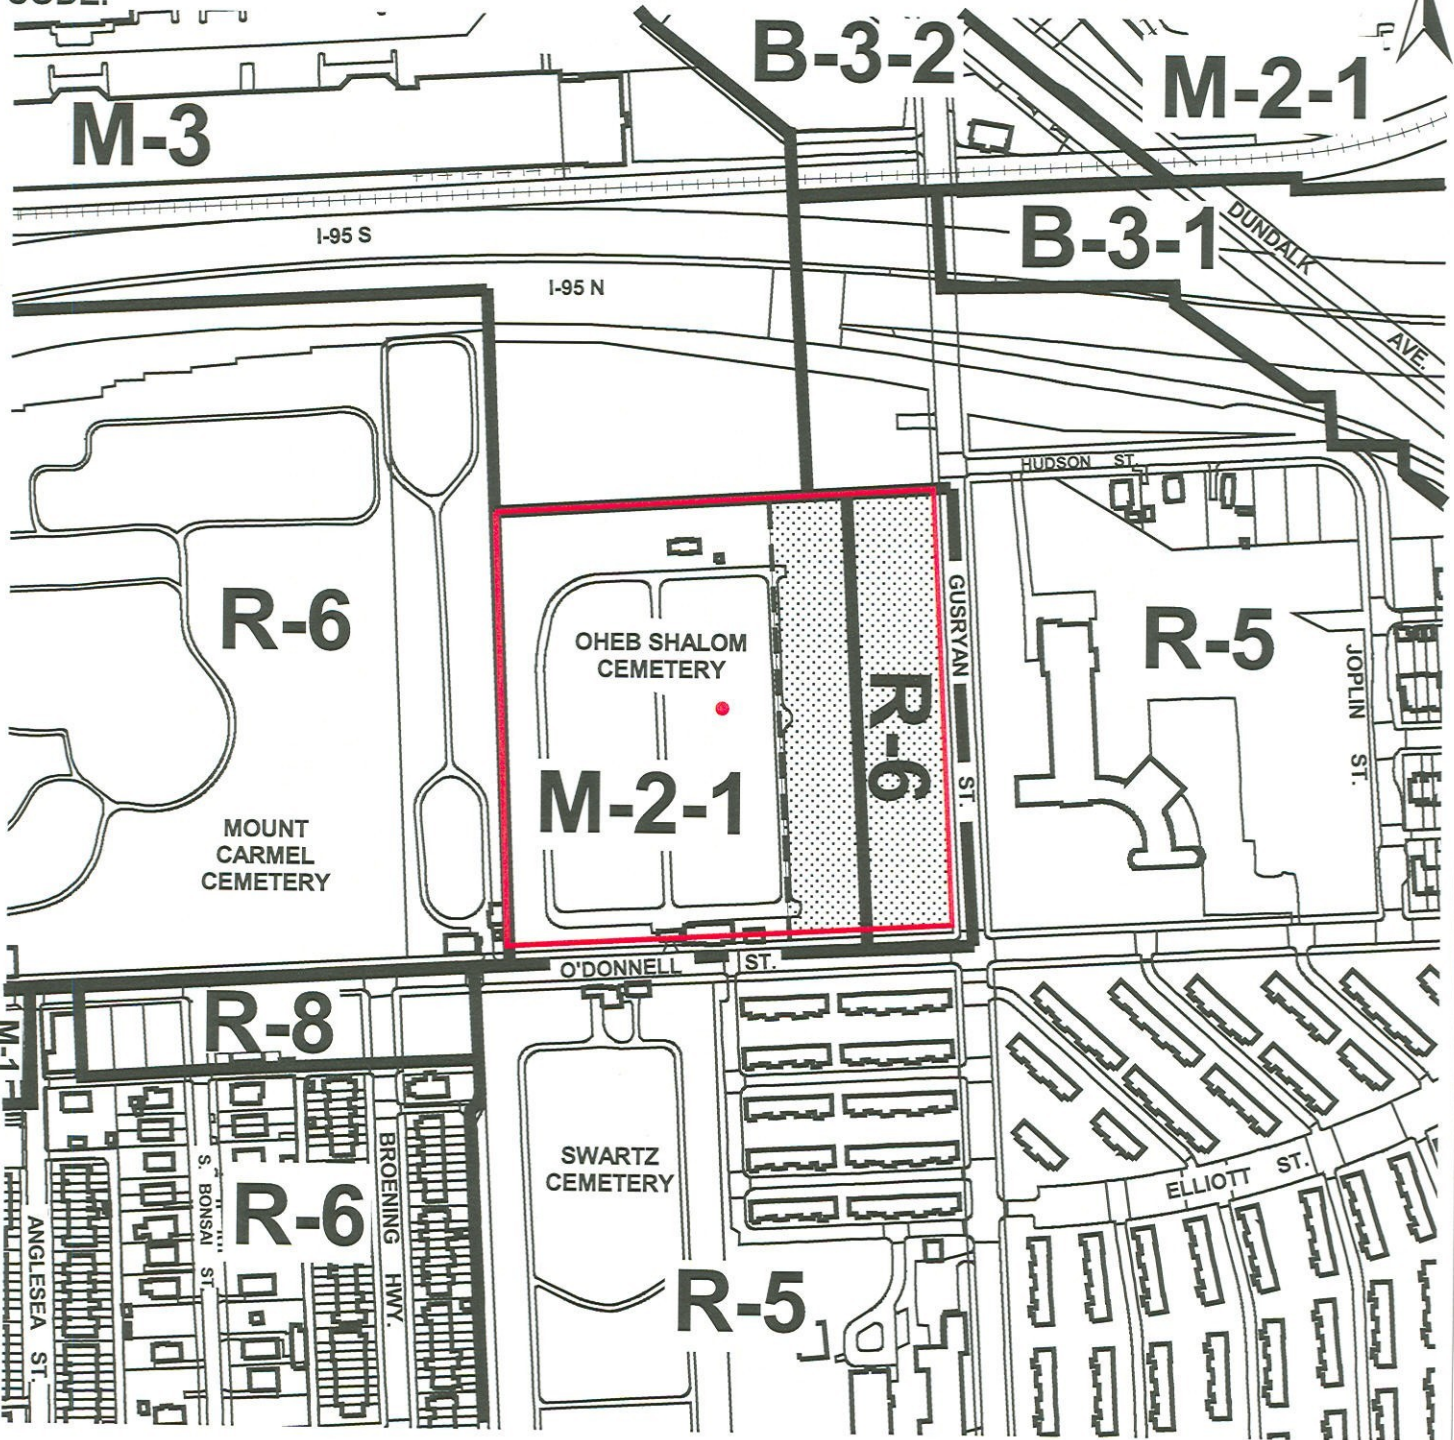 B-3-2
M-2-1
M-3
B-3-1
DUNDALK
AVE.
I-95 S
I-95 N
HUDSON ST.
R-6
OHEB SHALOM
CEMETERY
M-2-1
R-6
GUSRYAN
ST.
R-5
JOPLIN
ST.
MOUNT
CARMEL
CEMETERY
O'DONNELL ST.
R-8
M-1-1
SWARTZ
CEMETERY
ELLIOTT ST.
R-6
ANGLESEA ST.
S. BONSAI ST.
BROENING HWY.
R-5